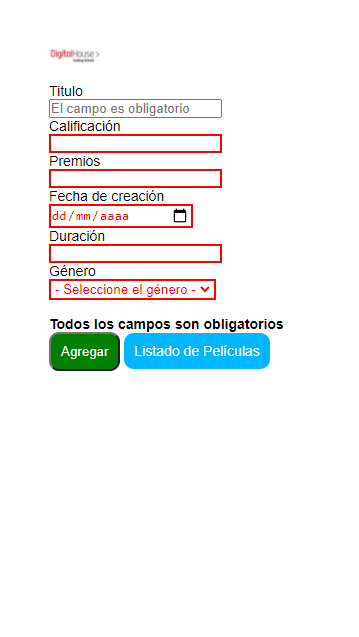 DigitalHouse>
Coding School
Titulo
El campo es obligatorio
Calificación
Premios
Fecha de creación
dd/mm/aaaa
Duración
Género
- Seleccione el género -
Todos los campos son obligatorios
Agregar Listado de Películas